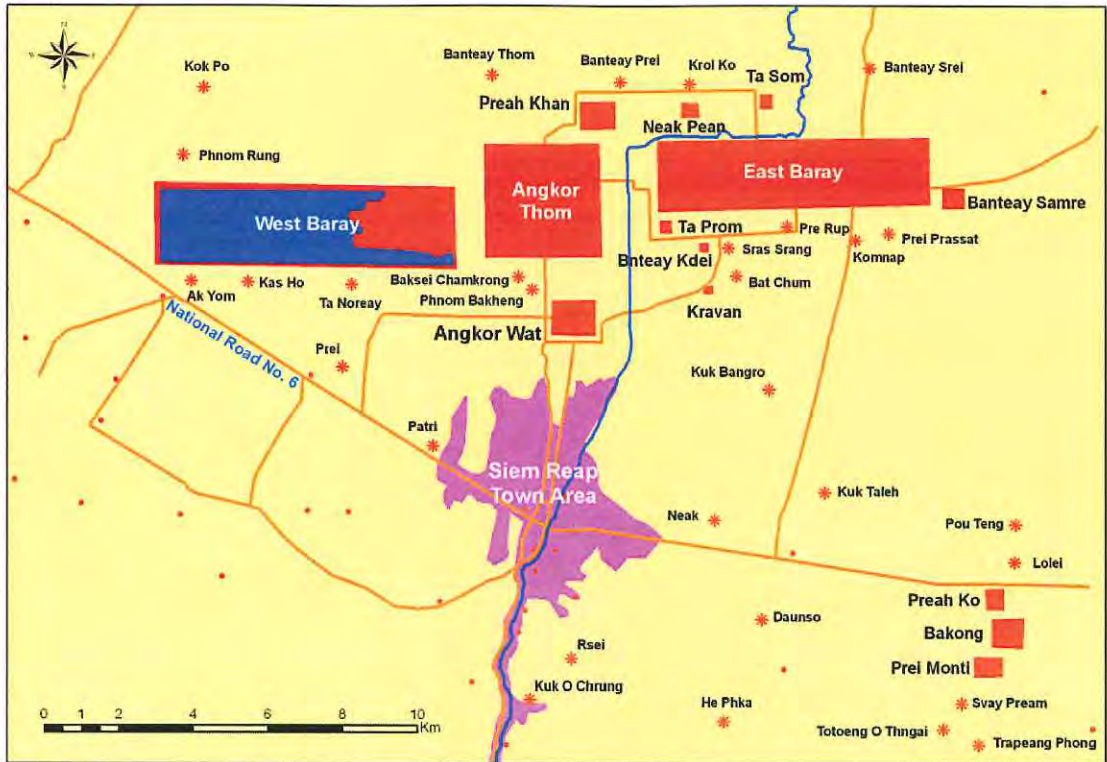 N
Kok Po
Banteay Thom
Banteay Prei
Krol Ko
Ta Som
Banteay Srei
Preah Khan
Neak Pean
Phnom Rung
West Baray
Angkor
Thom
East Baray
Banteay Samre
Ta Prom
Pre Rup
Prei Prassat
Bnteay Kdei
Sras Srang
Komnap
Ak Yom
Kas Ho
Ta Noreay
Baksei Chamkrong
Phnom Bakheng
Bat Chum
Kravan
Angkor Wat
National Road No. 6
Prei
Kuk Bangro
Patri
Siem Reap
Town Area
Kuk Taleh
Neak
Pou Teng
Lolei
Preah Ko
Daunso
Bakong
Rsei
Prei Monti
Kuk O Chrung
He Phka
Svay Pream
Totoeng O Thngai
Trapeang Phong
0 1 2 4 6 8 10
Km